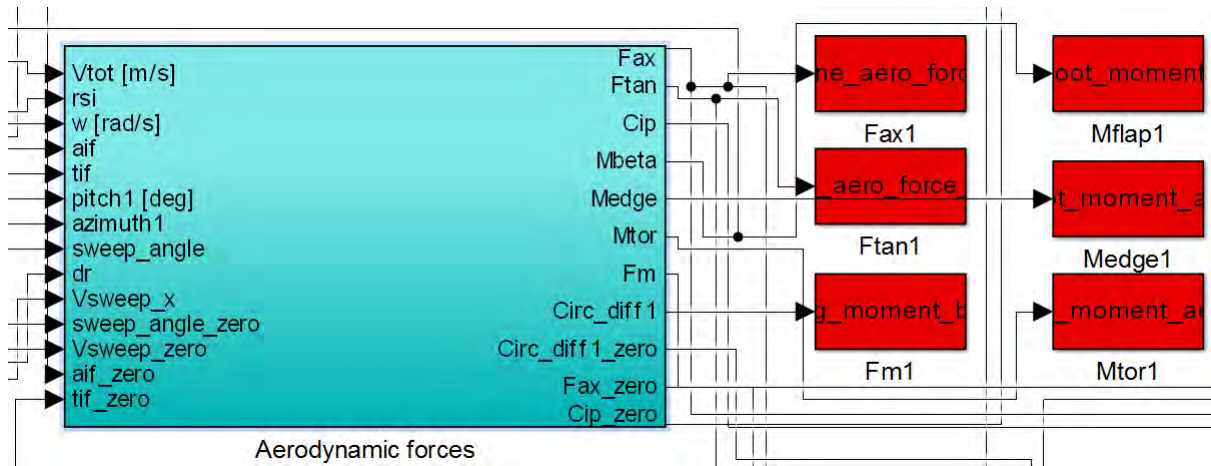 Vtot [m/s]
rsi
w [rad/s]
aif
tif
pitch1 [deg]
azimuth1
sweep_angle
dr
Vsweep_x
sweep_angle_zero
Vsweep_zero
aif_zero
tif_zero
Fax
Ftan
Cip
Mbeta
Medge
Mtor
Fm
Circ_diff1
Circ_diff1_zero
Fax_zero
Cip_zero
Aerodynamic forces
ne_aero_forc
Fax1
_aero_force_
Ftan1
g_moment_b
Fm1
oot_moment
Mflap1
t_moment_a
Medge1
_moment_ae
Mtor1